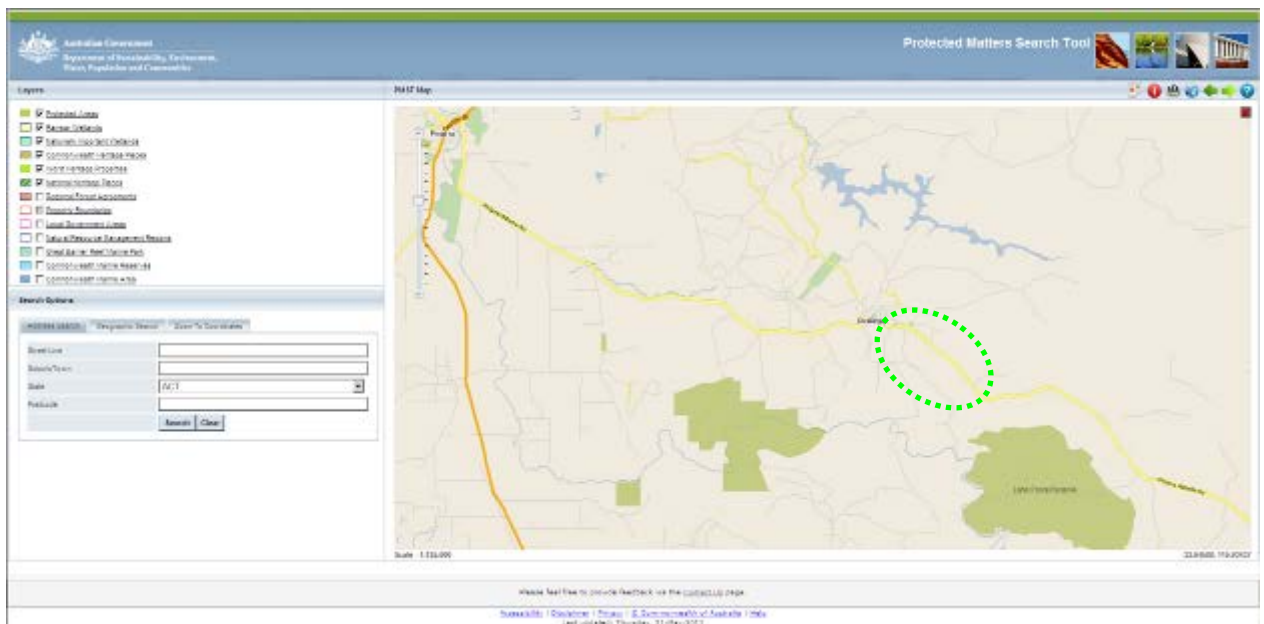 Australian Government
Department of Sustainability, Environment,
Water, Population and Communities
Protected Matters Search Tool
Layers
PMST Map
Protected Areas
Ramsar Wetlands
Nationally Important Wetlands
Commonwealth Heritage Places
World Heritage Properties
National Heritage Places
Regional Forest Agreements
Property Boundaries
Local Government Areas
Natural Resource Management Regions
Great Barrier Reef Marine Park
Commonwealth Marine Reserves
Commonwealth Marine Area
Search Options
Address Search
Geographic Search
Zoom To Coordinates
Street Line
Suburb/Town
State
ACT
Postcode
Search
Clear
Scale
Please feel free to provide feedback via the contact us page
Accessibility | Disclaimer | Privacy | © Commonwealth of Australia | Help
Last updated: Thursday,